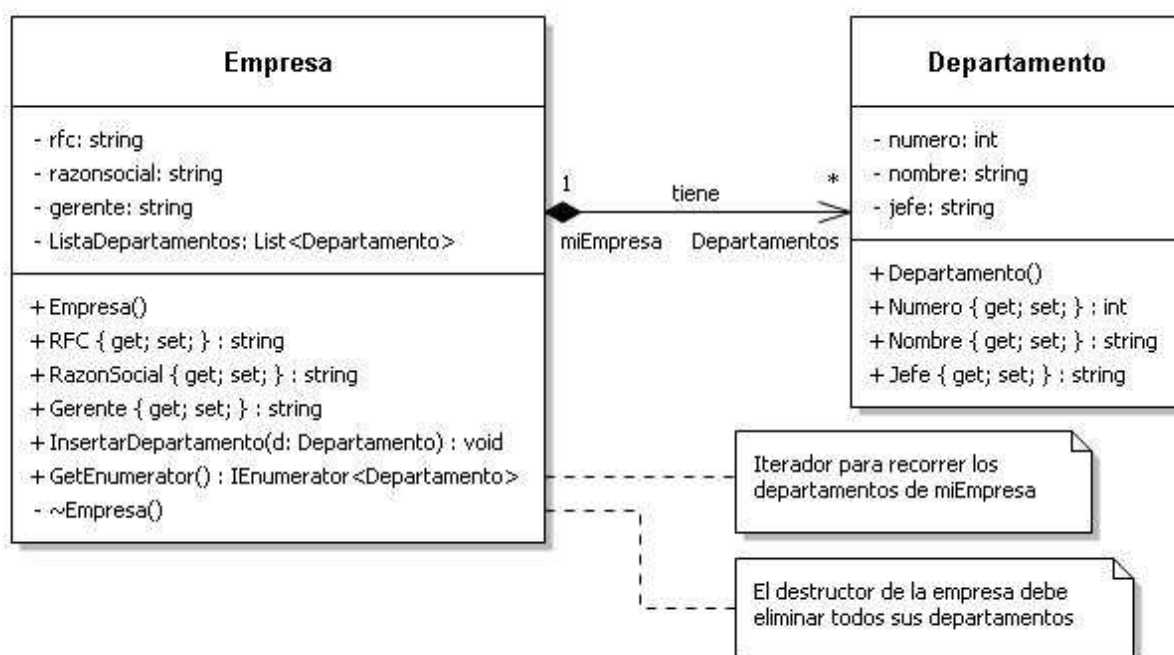 Empresa
- rfc: string
- razonsocial: string
- gerente: string
- ListaDepartamentos: List<Departamento>
+ Empresa()
+ RFC { get; set; } : string
+ RazonSocial { get; set; } : string
+ Gerente { get; set; } : string
+ InsertarDepartamento(d: Departamento) : void
+ GetEnumerator() : IEnumerator<Departamento>
- ~Empresa()
1
tiene
*
miEmpresa
Departamentos
Departamento
- numero: int
- nombre: string
- jefe: string
+ Departamento()
+ Numero { get; set; } : int
+ Nombre { get; set; } : string
+ Jefe { get; set; } : string
Iterador para recorrer los
departamentos de miEmpresa
El destructor de la empresa debe
eliminar todos sus departamentos